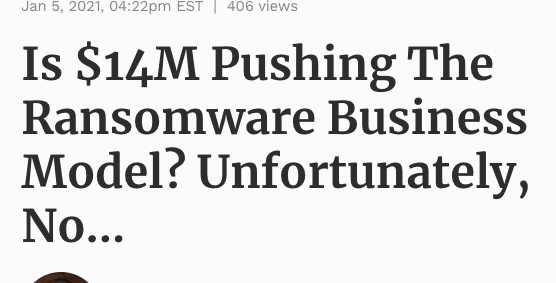 Jan 5, 2021, 04:22pm EST | 406 views
Is $14M Pushing The
Ransomware Business
Model? Unfortunately,
No...